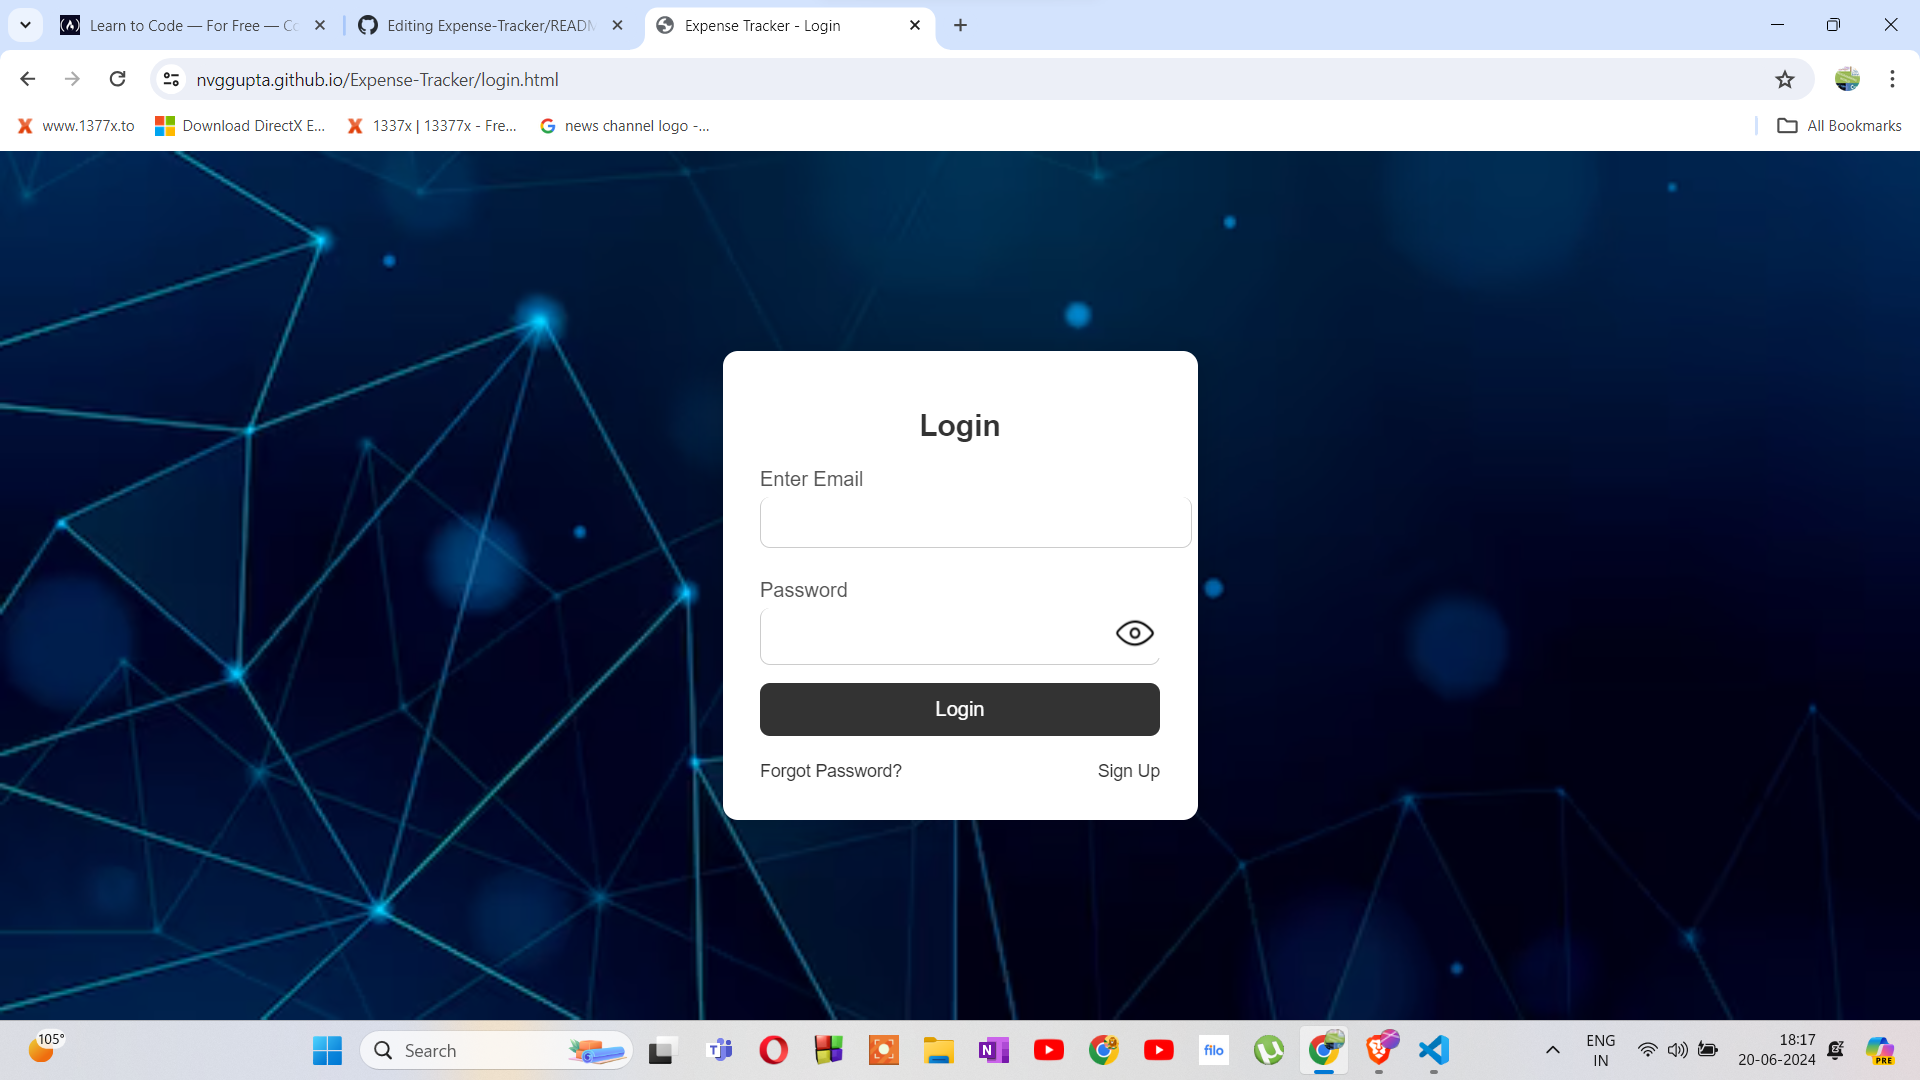 Learn to Code — For Free — Co
Editing Expense-Tracker/READM
Expense Tracker - Login
nvggupta.github.io/Expense-Tracker/login.html
www.1377x.to
Download DirectX E...
1337x | 13377x - Fre...
news channel logo -...
All Bookmarks
Login
Enter Email
Password
Login
Forgot Password?
Sign Up
105°
Search
filo
ENG
IN
18:17
20-06-2024
PRE